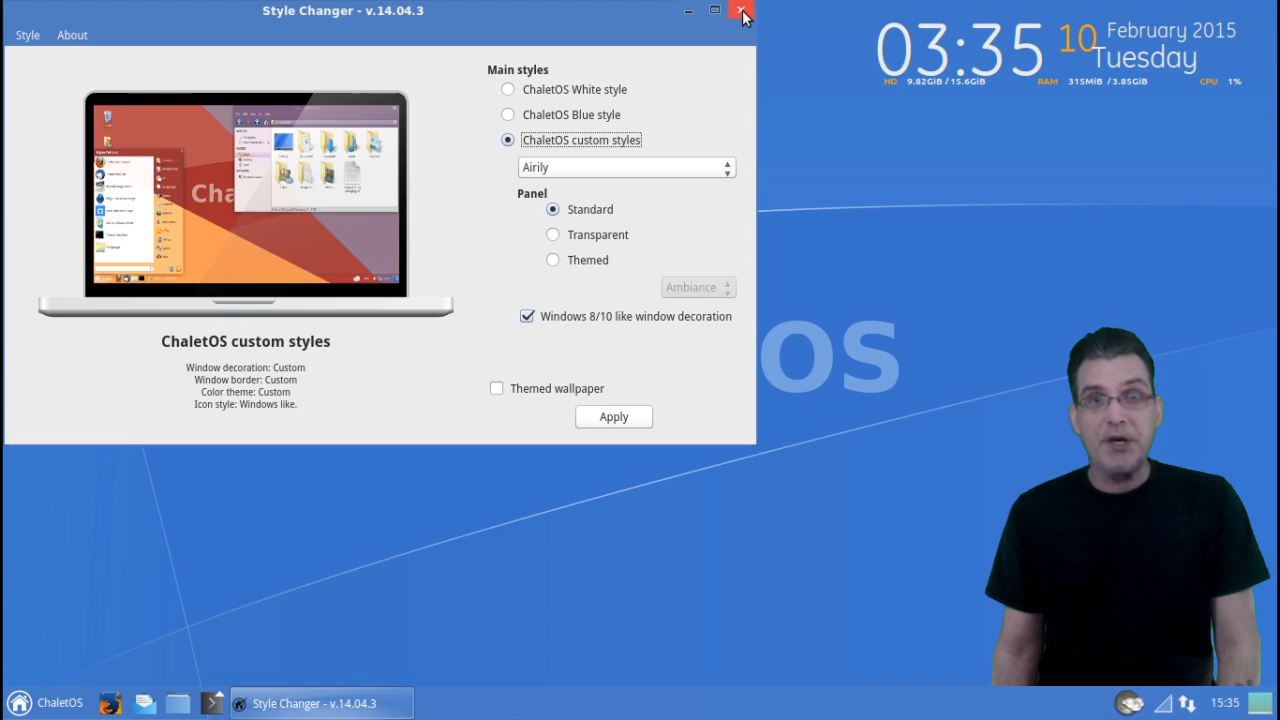 Style Changer - v.14.04.3
Style About
Main styles
ChaletOS White style
ChaletOS Blue style
ChaletOS custom styles
Airily
Panel
Standard
Transparent
Themed
Ambiance
Windows 8/10 like window decoration
Themed wallpaper
Apply
Cha
ChaletOS custom styles
Window decoration: Custom
Window border: Custom
Color theme: Custom
Icon style: Windows like.
03:35 10 February 2015
Tuesday
HD 9.82GiB / 15.6GiB RAM 315MiB / 3.85GiB CPU 1%
OS
ChaletOS
Style Changer - v.14.04.3
15:35